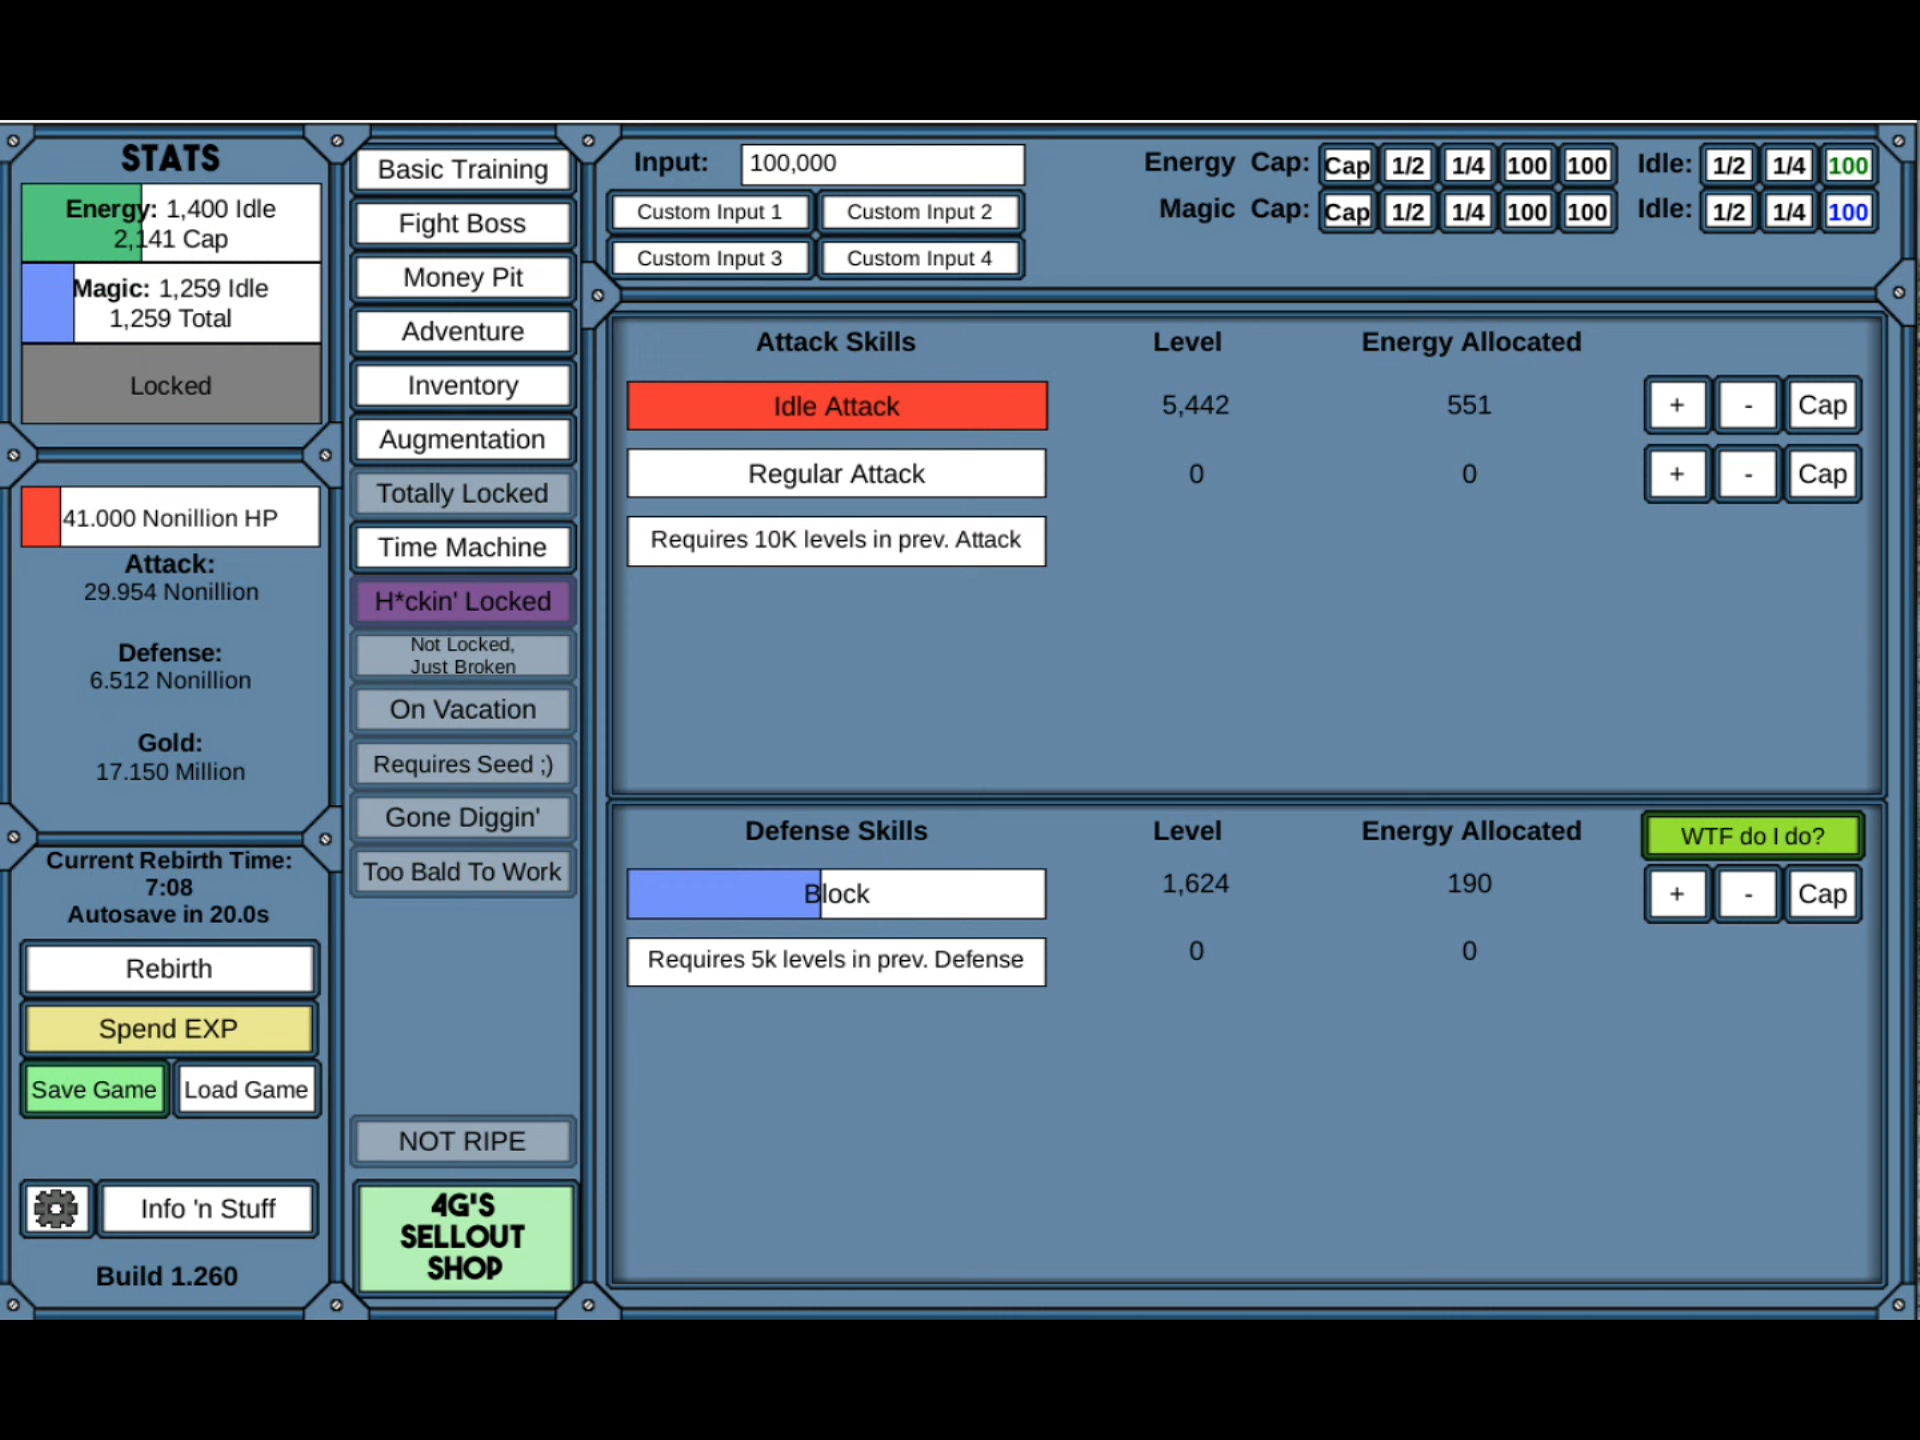 STATS
Energy: 1,400 Idle
2,141 Cap
Magic: 1,259 Idle
1,259 Total
Locked
41.000 Nonillion HP
Attack:
29.954 Nonillion
Defense:
6.512 Nonillion
Gold:
17.150 Million
Current Rebirth Time:
7:08
Autosave in 20.0s
Rebirth
Spend EXP
Save Game Load Game
Info 'n Stuff
Build 1.260
Basic Training
Fight Boss
Money Pit
Adventure
Inventory
Augmentation
Totally Locked
Time Machine
H*ckin' Locked
Not Locked,
Just Broken
On Vacation
Requires Seed ;)
Gone Diggin'
Too Bald To Work
NOT RIPE
4G'S
SELLOUT
SHOP
Input: 100,000
Custom Input 1 Custom Input 2
Custom Input 3 Custom Input 4
Energy Cap: Cap 1/2 1/4 100 100 Idle: 1/2 1/4 100
Magic Cap: Cap 1/2 1/4 100 100 Idle: 1/2 1/4 100
Attack Skills Level Energy Allocated
Idle Attack 5,442 551 + - Cap
Regular Attack 0 0 + - Cap
Requires 10K levels in prev. Attack
Defense Skills Level Energy Allocated WTF do I do?
Block 1,624 190 + - Cap
Requires 5k levels in prev. Defense 0 0